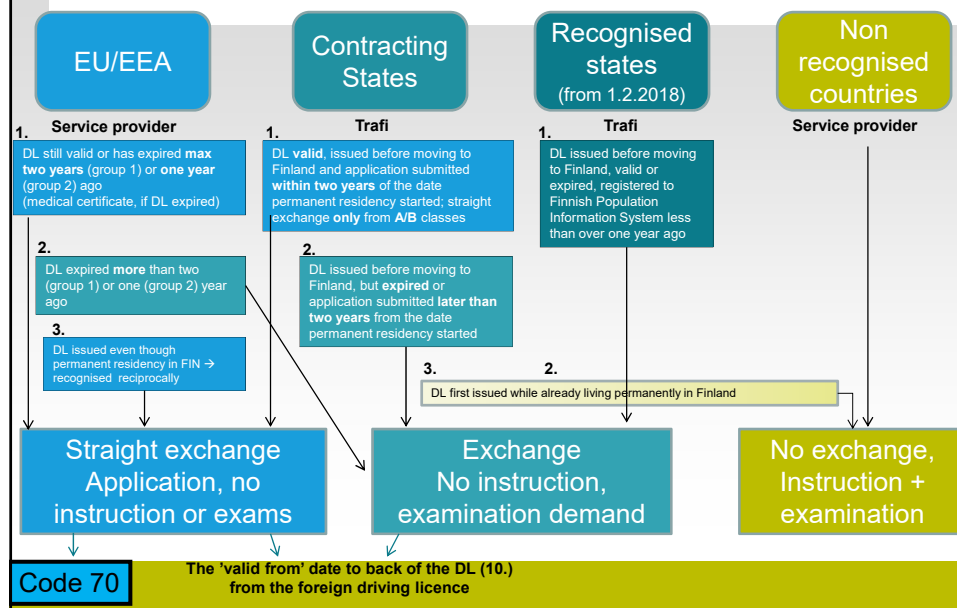 EU/EEA
Contracting
States
Recognised
states
(from 1.2.2018)
Non
recognised
countries
Service provider
Trafi
Trafi
Service provider
1.
DL still valid or has expired max
two years (group 1) or one year
(group 2) ago
(medical certificate, if DL expired)
1.
DL valid, issued before moving to
Finland and application submitted
within two years of the date
permanent residency started; straight
exchange only from A/B classes
1.
DL issued before moving
to Finland, valid or
expired, registered to
Finnish Population
Information System less
than over one year ago
2.
DL expired more than two
(group 1) or one (group 2) year
ago
2.
DL issued before moving to
Finland, but expired or
application submitted later than
two years from the date
permanent residency started
3.
DL issued even though
permanent residency in FIN →
recognised reciprocally
3.
2.
DL first issued while already living permanently in Finland
Straight exchange
Application, no
instruction or exams
Exchange
No instruction,
examination demand
No exchange,
Instruction +
examination
Code 70
The 'valid from' date to back of the DL (10.)
from the foreign driving licence